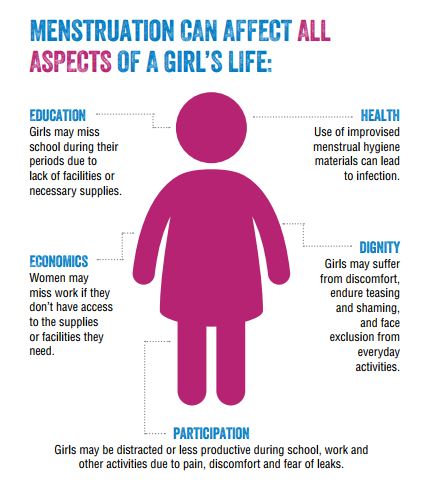 MENSTRUATION CAN AFFECT ALL
ASPECTS OF A GIRL'S LIFE:
EDUCATION
Girls may miss
school during their
periods due to
lack of facilities or
necessary supplies.
HEALTH
Use of improvised
menstrual hygiene
materials can lead
to infection.
ECONOMICS
Women may
miss work if they
don't have access
to the supplies
or facilities they
need.
DIGNITY
Girls may suffer
from discomfort,
endure teasing
and shaming,
and face
exclusion from
everyday
activities.
PARTICIPATION
Girls may be distracted or less productive during school, work and
other activities due to pain, discomfort and fear of leaks.